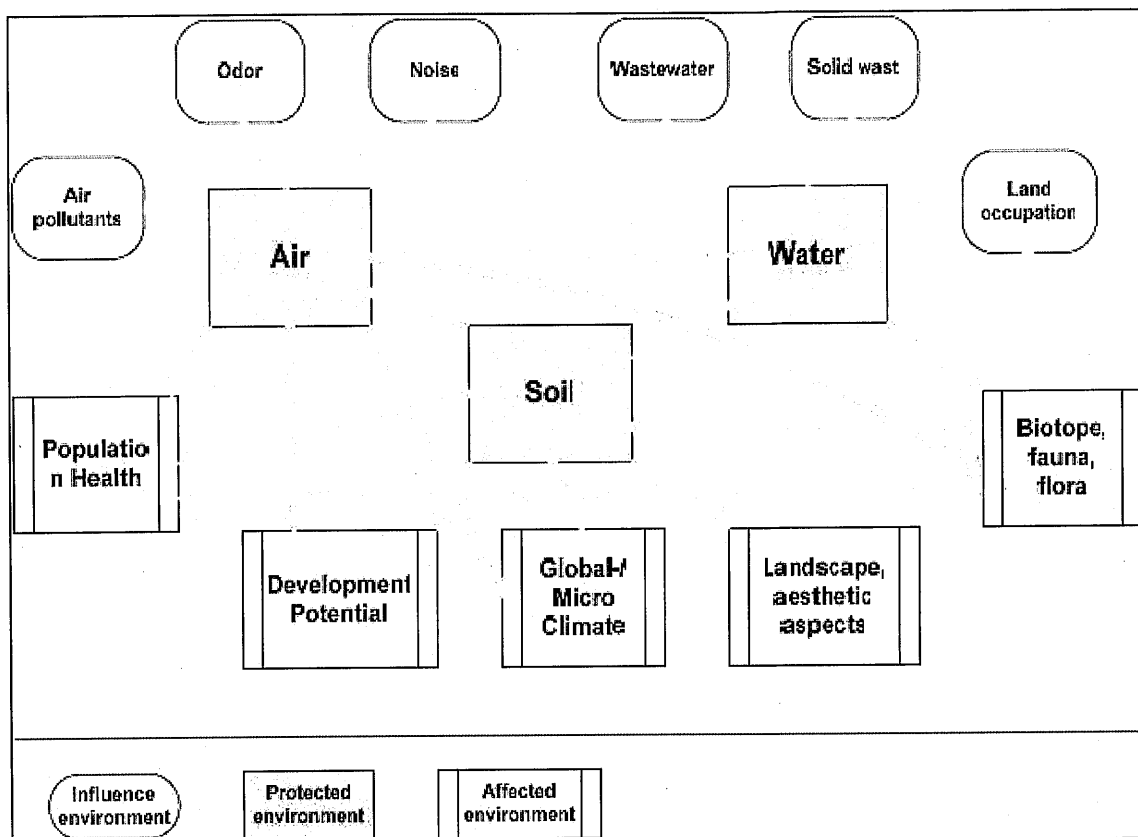 Odor
Noise
Wastewater
Solid wast
Air
pollutants
Land
occupation
Air
Water
Soil
Populatio
n Health
Biotope,
fauna,
flora
Development
Potential
Global-/
Micro
Climate
Landscape,
aesthetic
aspects
Influence
environment
Protected
environment
Affected
environment